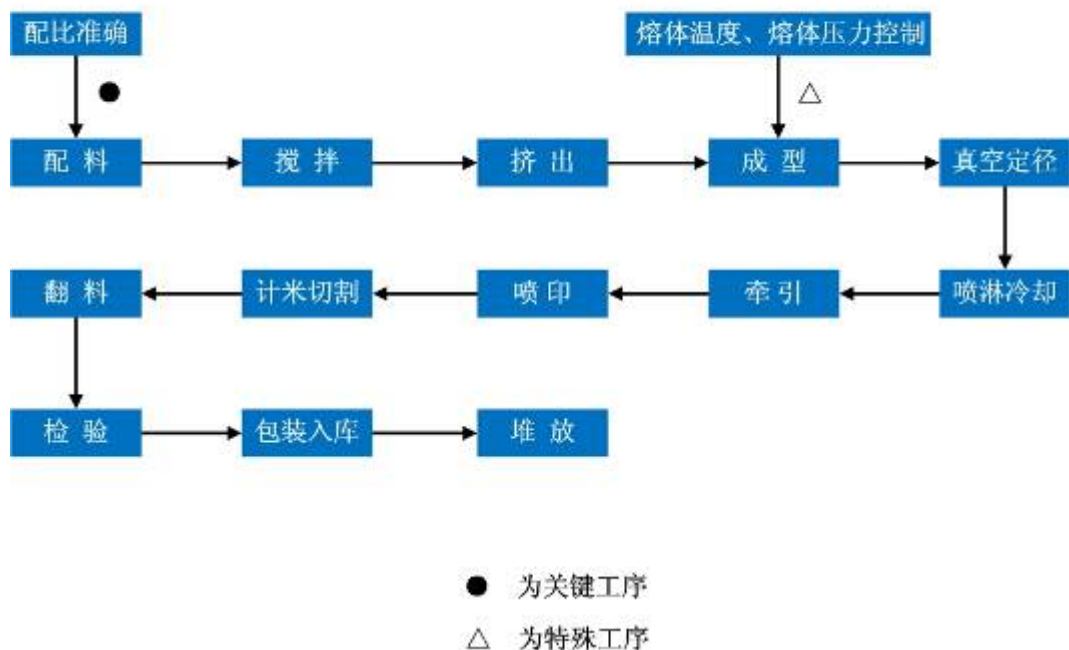 配比准确
熔体温度、熔体压力控制
配料
搅拌
挤出
成型
真空定径
翻料
计米切割
喷印
牵引
喷淋冷却
检验
包装入库
堆放
● 为关键工序
△ 为特殊工序